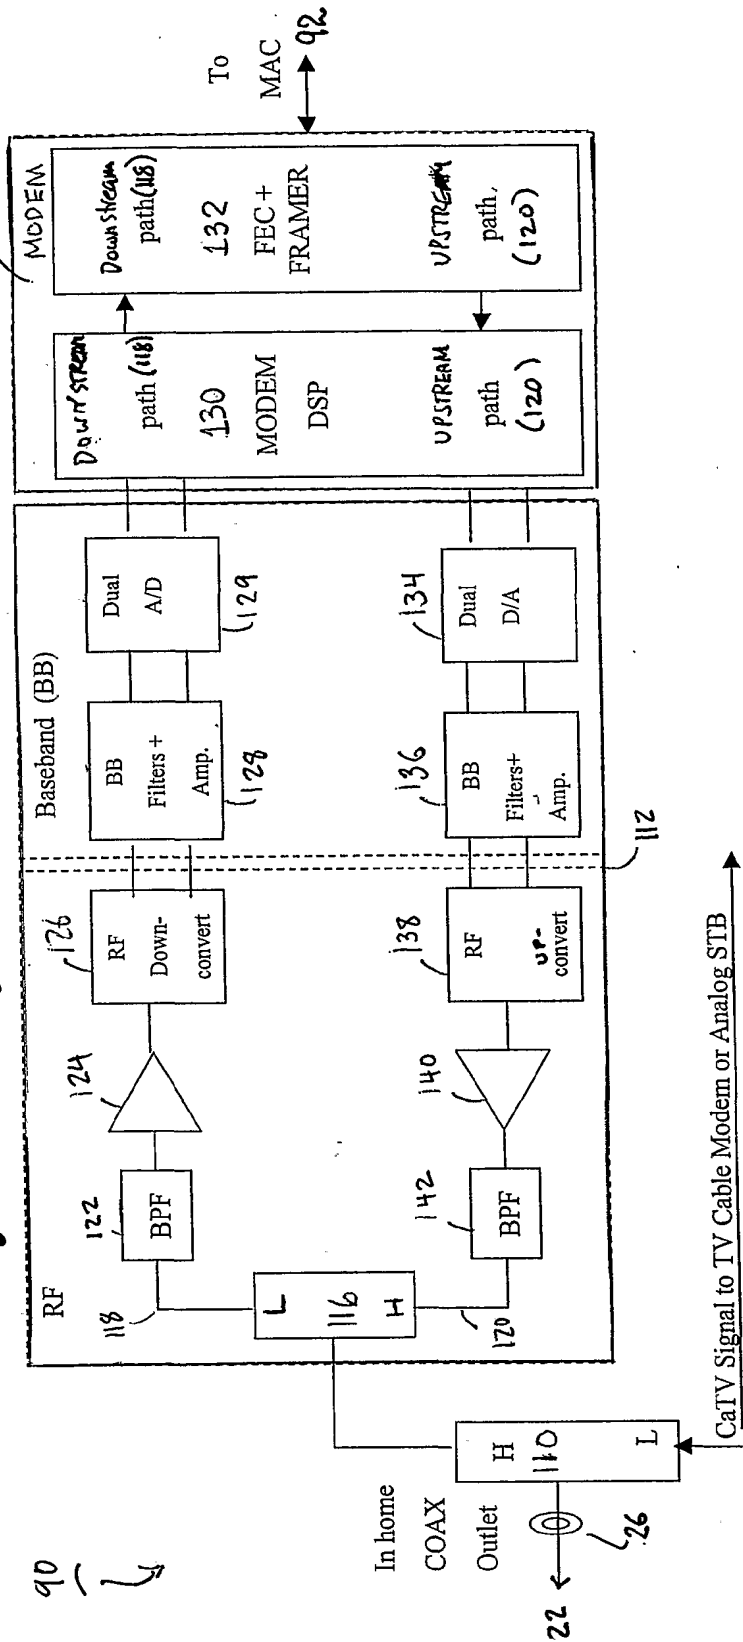 90
RF
Baseband (BB)
MODEM
118
122
BPF
124
126
RF
Down-
convert
BB
Filters +
Amp.
128
Dual
A/D
129
Downstream
path (118)
130
MODEM
DSP
UPSTREAM
path
(120)
Downstream
path (118)
132
FEC +
FRAMER
UPSTREAM
path.
(120)
To
MAC 92
L
116
H
120
142
BPF
140
138
RF
UP-
convert
136
BB
Filters+
Amp.
134
Dual
D/A
112
In home
COAX
Outlet
22
26
H
110
L
CaTV Signal to TV Cable Modem or Analog STB